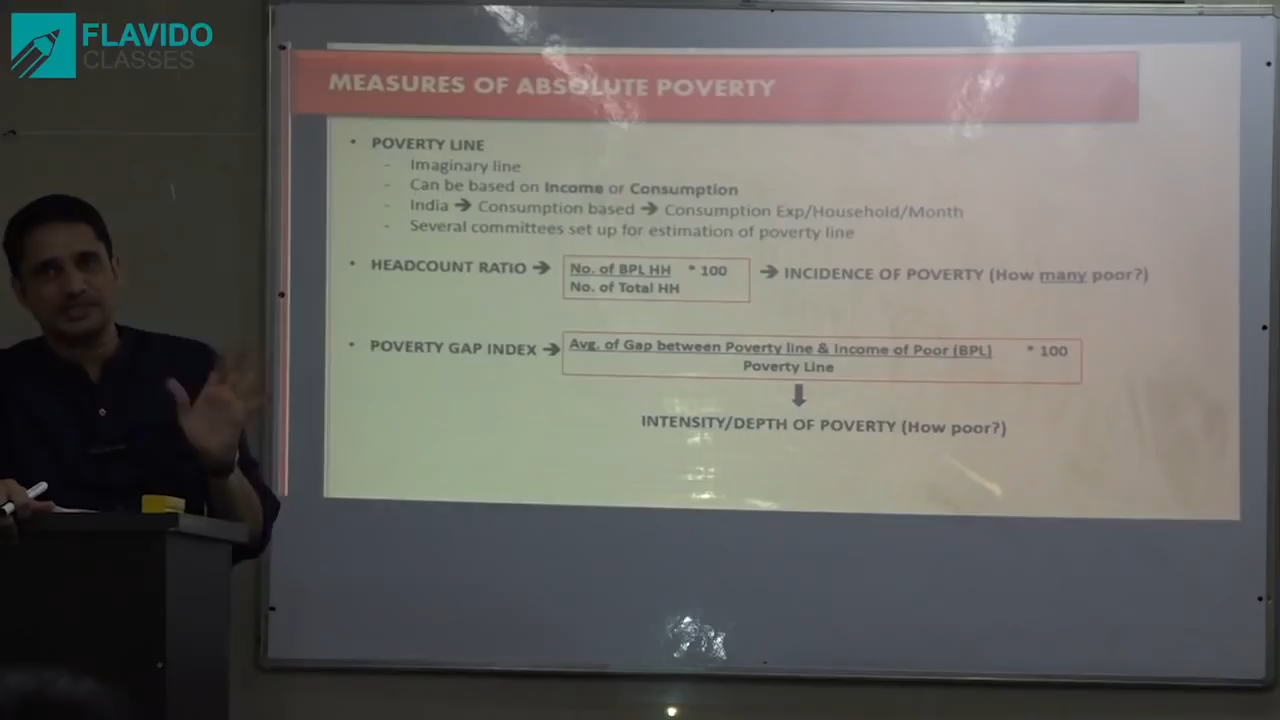 FLAVIDO
CLASSES
MEASURES OF ABSOLUTE POVERTY
• POVERTY LINE
- Imaginary line
- Can be based on Income or Consumption
- India ➔ Consumption based ➔ Consumption Exp/Household/Month
- Several committees set up for estimation of poverty line
• HEADCOUNT RATIO ➔ No. of BPL HH * 100 ➔ INCIDENCE OF POVERTY (How many poor?)
No. of Total HH
• POVERTY GAP INDEX ➔ Avg. of Gap between Poverty line & Income of Poor (BPL) * 100
Poverty Line
INTENSITY/DEPTH OF POVERTY (How poor?)